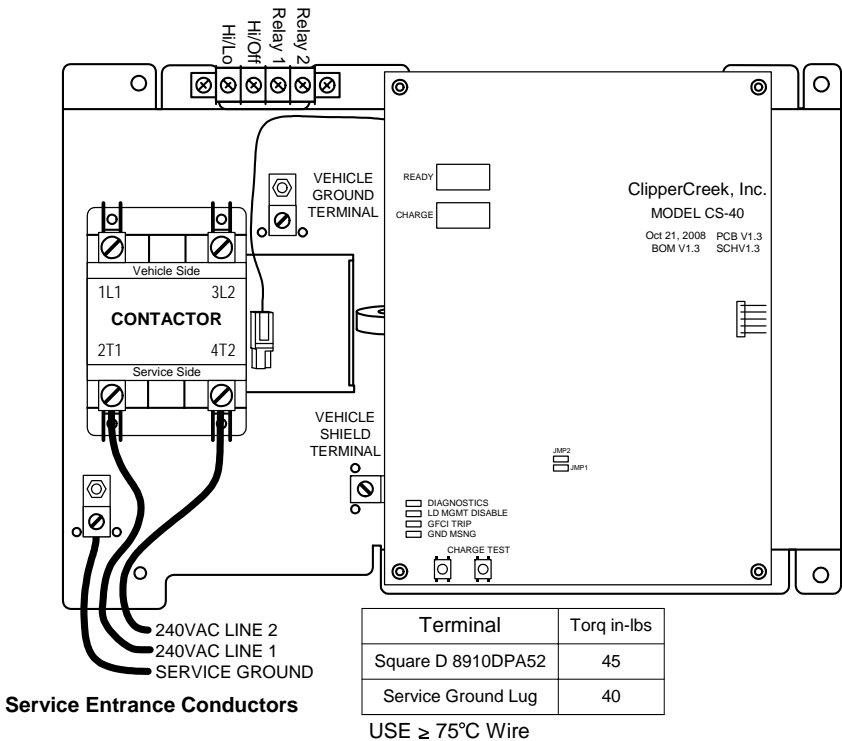 Hi/Lo
Hi/Off
Relay 1
Relay 2
VEHICLE
GROUND
TERMINAL
READY
CHARGE
ClipperCreek, Inc.
MODEL CS-40
Oct 21, 2008 PCB V1.3
BOM V1.3 SCHV1.3
Vehicle Side
1L1 3L2
CONTACTOR
2T1 4T2
Service Side
VEHICLE
SHIELD
TERMINAL
JMP2
JMP1
DIAGNOSTICS
LD MGMT DISABLE
GFCI TRIP
GND MSNG
CHARGE TEST
240VAC LINE 2
240VAC LINE 1
SERVICE GROUND
Service Entrance Conductors
Terminal Torq in-lbs
Square D 8910DPA52 45
Service Ground Lug 40
USE ≥ 75°C Wire